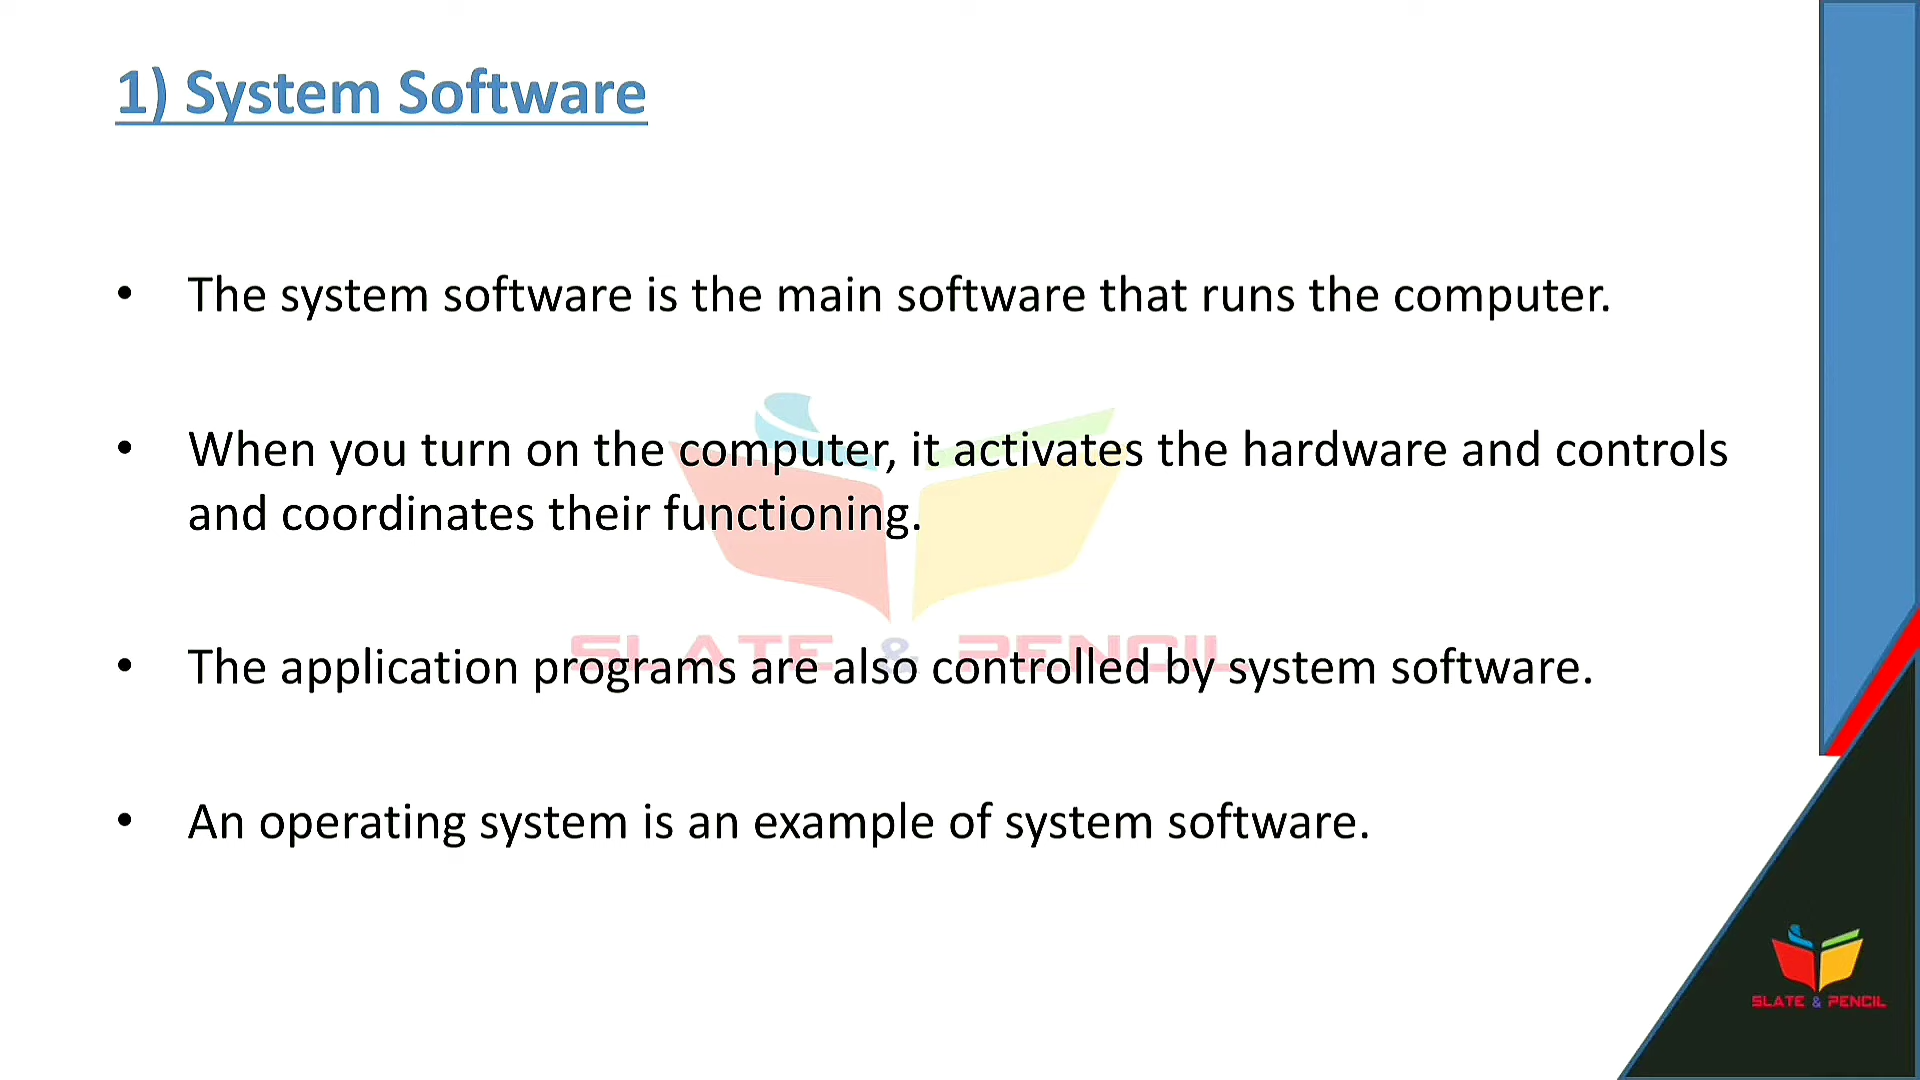 1) System Software
• The system software is the main software that runs the computer.
• When you turn on the computer, it activates the hardware and controls
and coordinates their functioning.
SLATE & PENCIL
• The application programs are also controlled by system software.
• An operating system is an example of system software.
SLATE & PENCIL